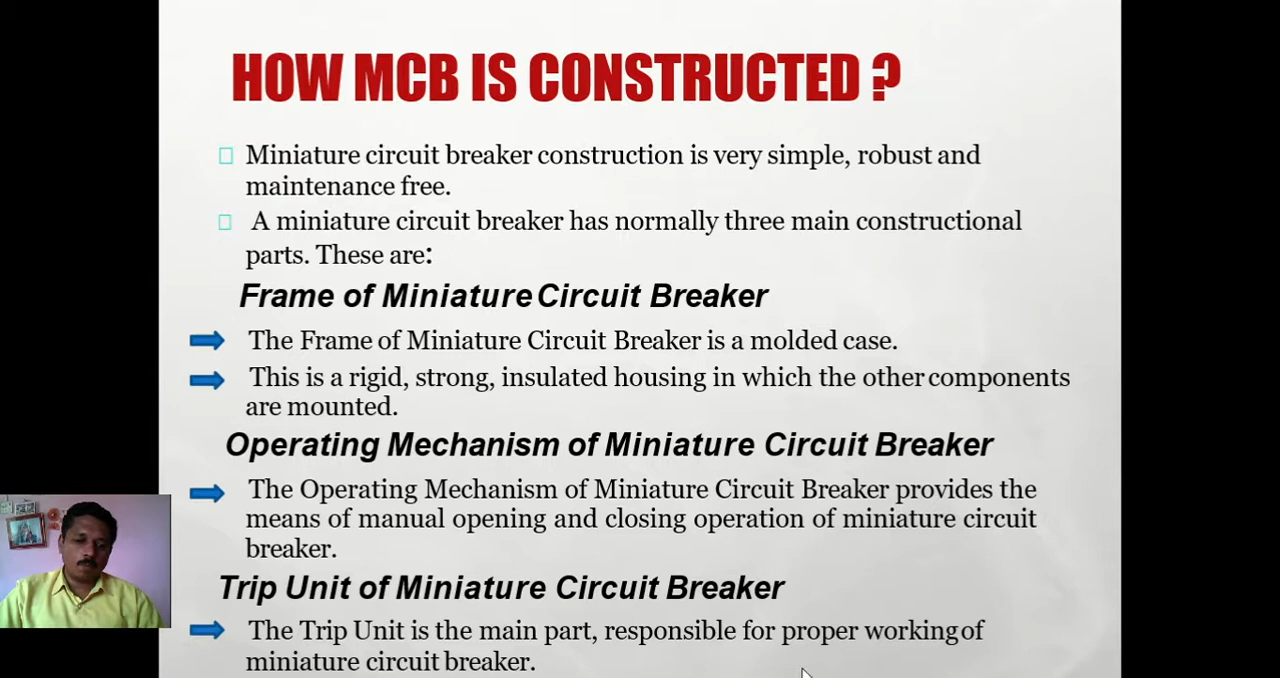 HOW MCB IS CONSTRUCTED ?
Miniature circuit breaker construction is very simple, robust and
maintenance free.
A miniature circuit breaker has normally three main constructional
parts. These are:
Frame of Miniature Circuit Breaker
The Frame of Miniature Circuit Breaker is a molded case.
This is a rigid, strong, insulated housing in which the other components
are mounted.
Operating Mechanism of Miniature Circuit Breaker
The Operating Mechanism of Miniature Circuit Breaker provides the
means of manual opening and closing operation of miniature circuit
breaker.
Trip Unit of Miniature Circuit Breaker
The Trip Unit is the main part, responsible for proper working of
miniature circuit breaker.